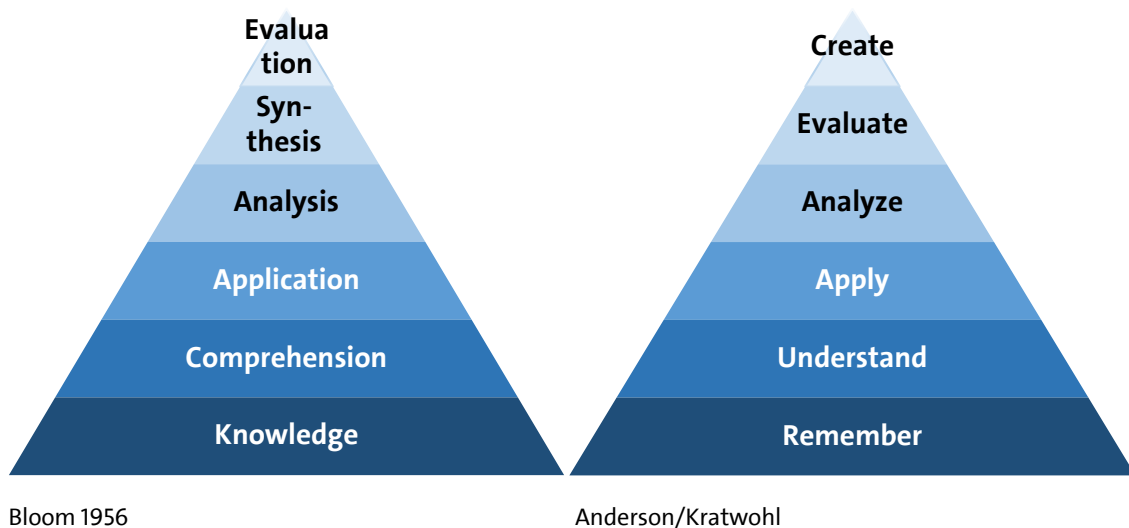 Evalua
tion
Syn-
thesis
Analysis
Application
Comprehension
Knowledge
Bloom 1956
Create
Evaluate
Analyze
Apply
Understand
Remember
Anderson/Kratwohl